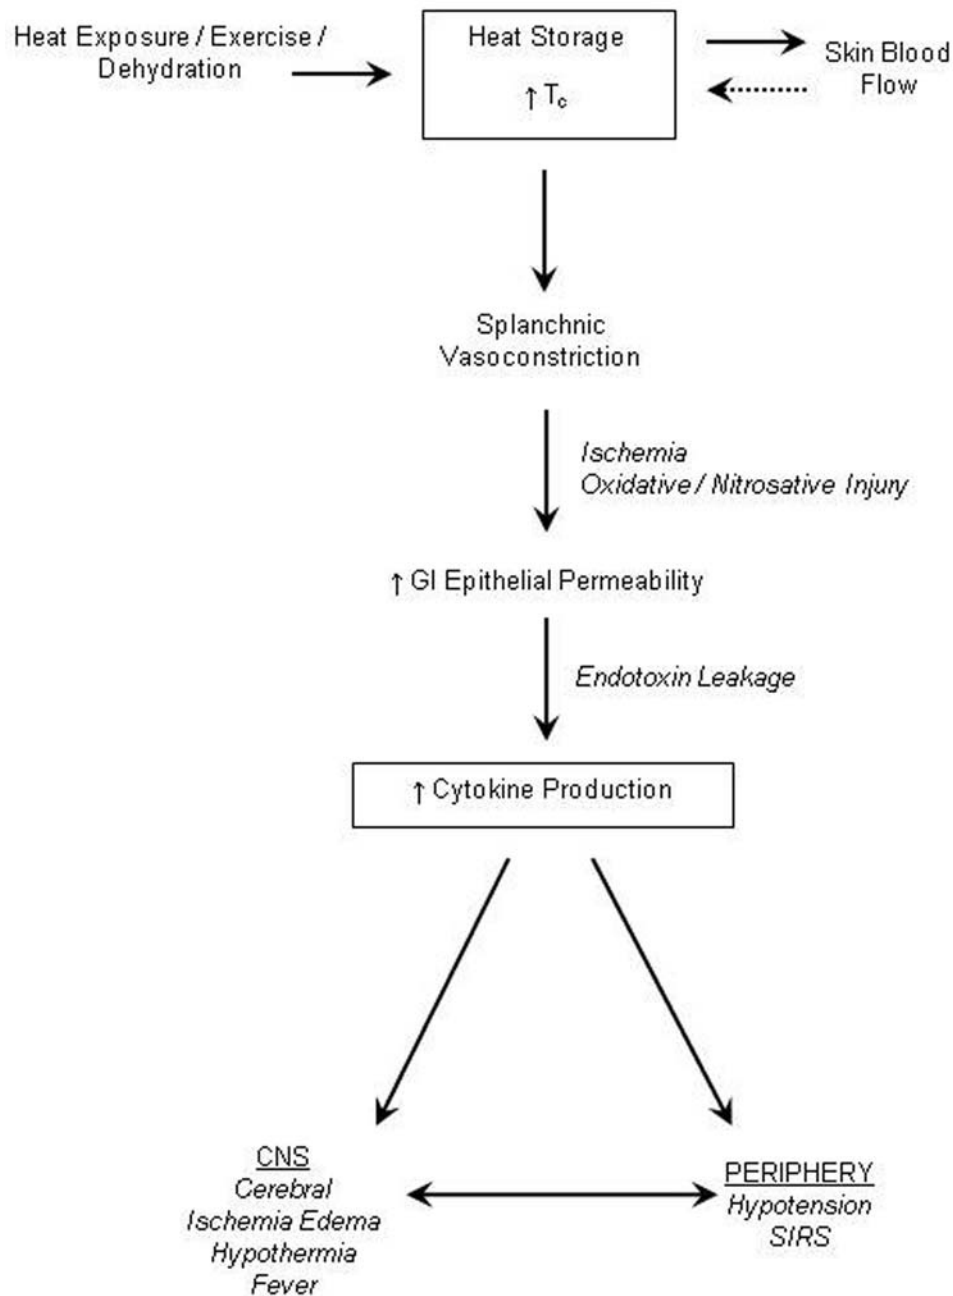 Heat Exposure / Exercise /
Dehydration
Heat Storage
↑ Tc
Skin Blood
Flow
Splanchnic
Vasoconstriction
Ischemia
Oxidative / Nitrosative Injury
↑ GI Epithelial Permeability
Endotoxin Leakage
↑ Cytokine Production
CNS
Cerebral
Ischemia Edema
Hypothermia
Fever
PERIPHERY
Hypotension
SIRS